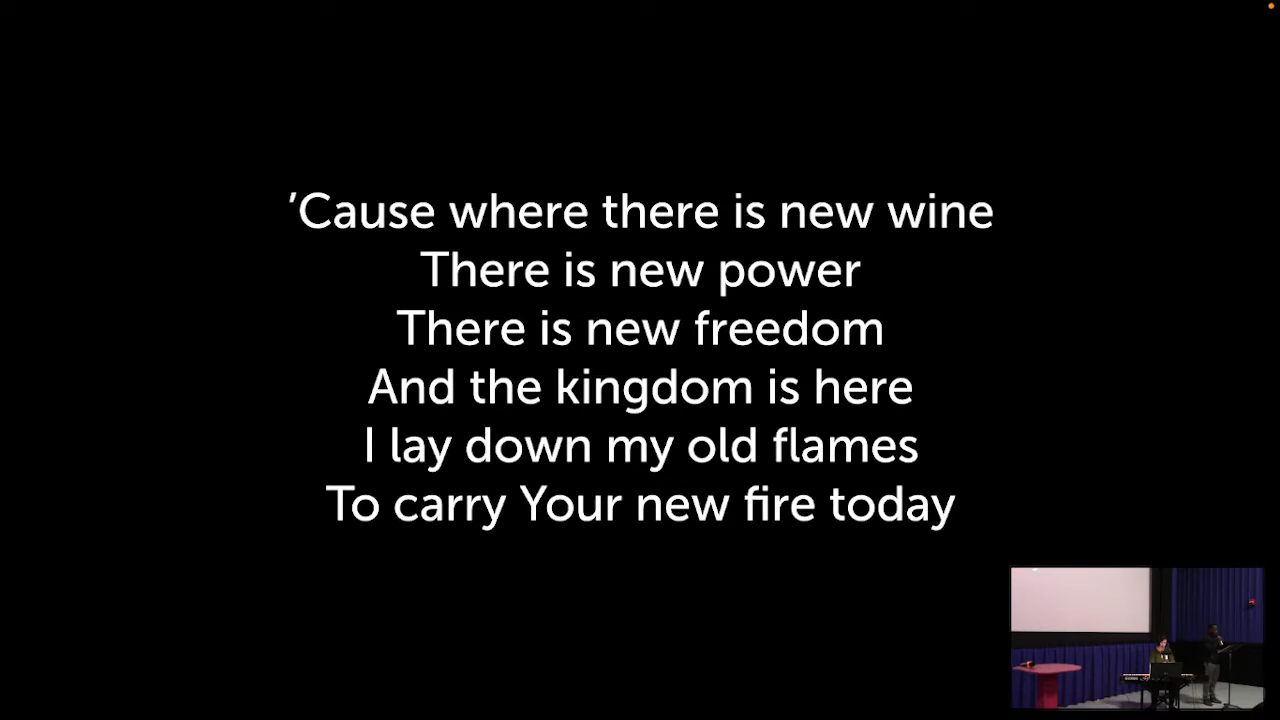 ’Cause where there is new wine
There is new power
There is new freedom
And the kingdom is here
I lay down my old flames
To carry Your new fire today